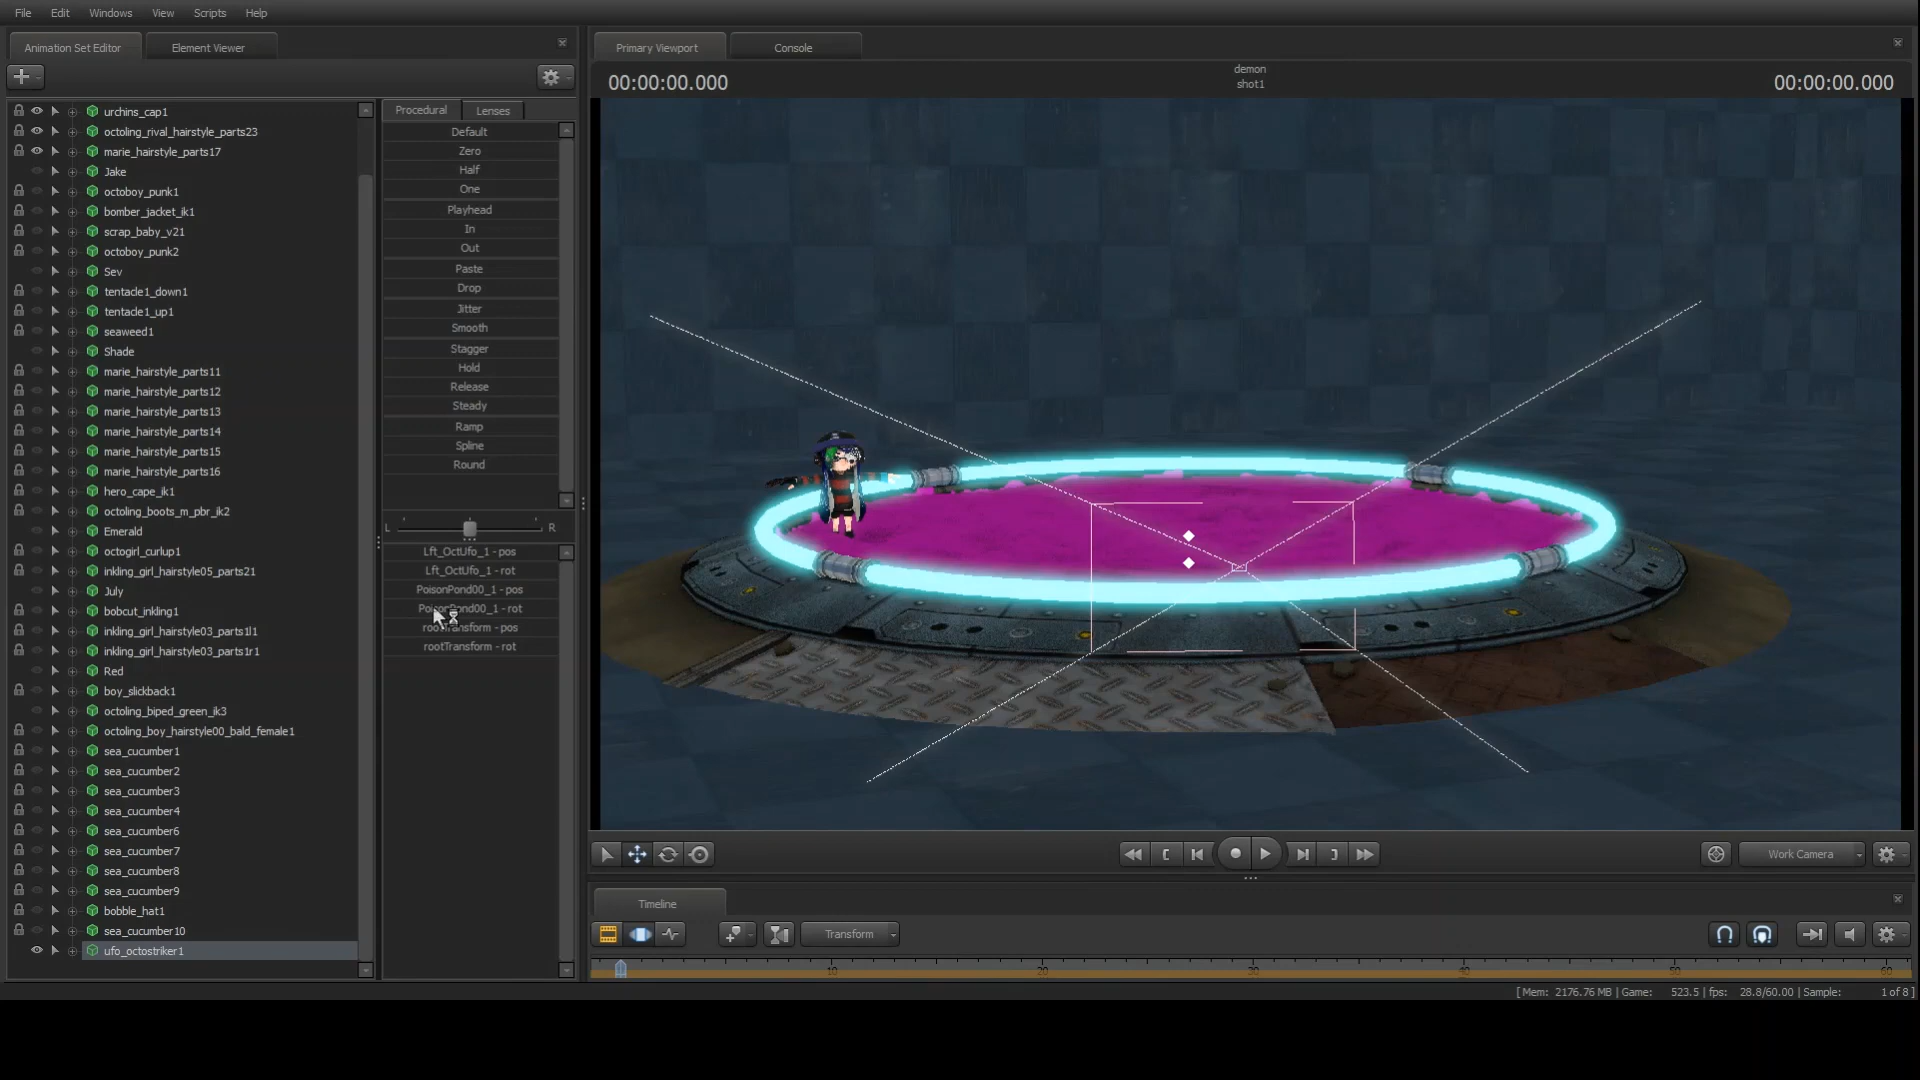 File Edit Windows View Scripts Help
Animation Set Editor Element Viewer
Primary Viewport Console
00:00:00.000
demon
shot1
00:00:00.000
urchins_cap1
octoling_rival_hairstyle_parts23
marie_hairstyle_parts17
Jake
octoboy_punk1
bomber_jacket_ik1
scrap_baby_v21
octoboy_punk2
Sev
tentacle1_down1
tentacle1_up1
seaweed1
Shade
marie_hairstyle_parts11
marie_hairstyle_parts12
marie_hairstyle_parts13
marie_hairstyle_parts14
marie_hairstyle_parts15
marie_hairstyle_parts16
hero_cape_ik1
octoling_boots_m_pbr_ik2
Emerald
octogirl_curlup1
inkling_girl_hairstyle05_parts21
July
bobcut_inkling1
inkling_girl_hairstyle03_parts1l1
inkling_girl_hairstyle03_parts1r1
Red
boy_slickback1
octoling_biped_green_ik3
octoling_boy_hairstyle00_bald_female1
sea_cucumber1
sea_cucumber2
sea_cucumber3
sea_cucumber4
sea_cucumber6
sea_cucumber7
sea_cucumber8
sea_cucumber9
bobble_hat1
sea_cucumber10
ufo_octostriker1
Procedural Lenses
Default
Zero
Half
One
Playhead
In
Out
Paste
Drop
Jitter
Smooth
Stagger
Hold
Release
Steady
Ramp
Spline
Round
L R
Lft_OctUfo_1 - pos
Lft_OctUfo_1 - rot
PoisonPond00_1 - pos
PoisonPond00_1 - rot
rootTransform - pos
rootTransform - rot
Work Camera
Timeline
Transform
10 20 30 40 50 60
[ Mem: 2176.76 MB | Game: 523.5 | fps: 28.8/60.00 | Sample: 1 of 8 ]